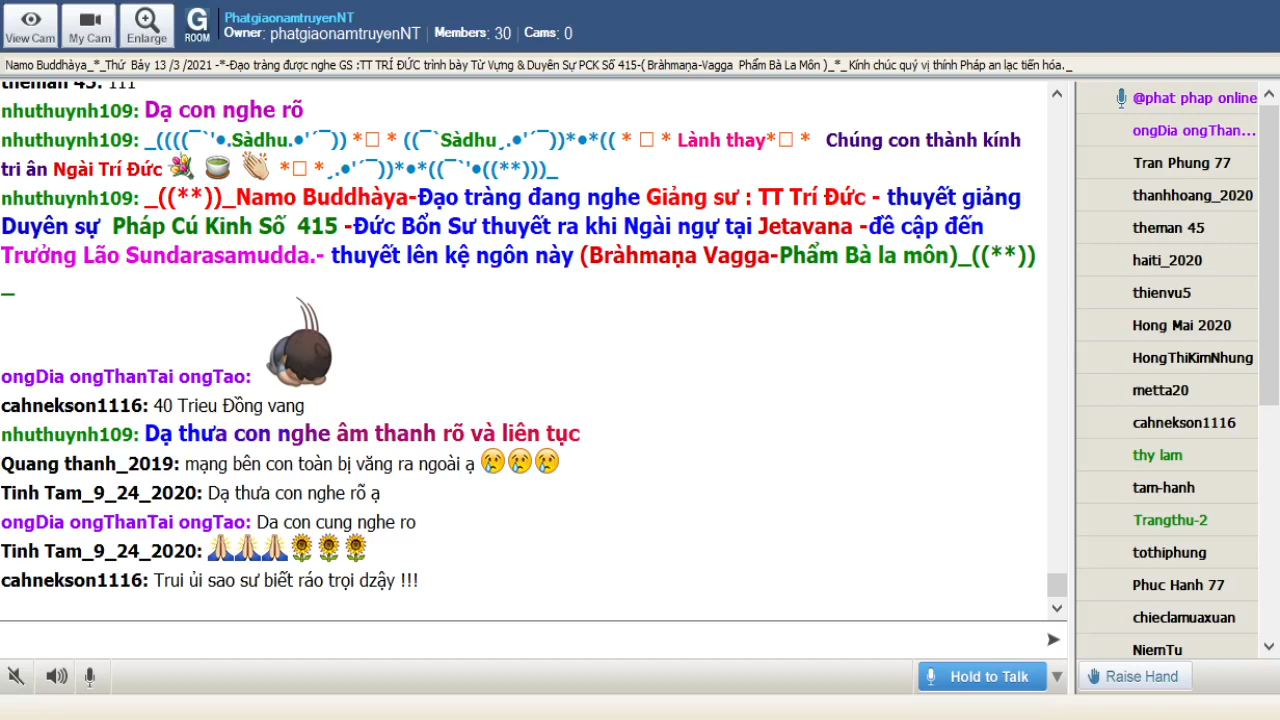 PhatgiaonamtruyenNT
G ROOM
Owner: phatgiaonamtruyenNT | Members: 30 | Cams: 0
View Cam
My Cam
Enlarge
Namo Buddhàya_*_Thứ Bảy 13 /3 /2021 -*-Đạo tràng được nghe GS :TT TRÍ ĐỨC trình bày Từ Vựng & Duyên Sự PCK Số 415-( Bràhmaṇa-Vagga Phẩm Bà La Môn )_*_ Kính chúc quý vị thính Pháp an lạc tiến hóa._
theman 45: 111
nhuthuynh109: Dạ con nghe rõ
nhuthuynh109: _((((¯`'•.Sàdhu.•'´¯)) *□ * ((¯`Sàdhu¸.•'´¯))*•*(( * □ * Lành thay*□ * Chúng con thành kính
tri ân Ngài Trí Đức *□ *¸.•'´¯))*•*((¯`'•((**)))_
nhuthuynh109: _((**))_Namo Buddhàya-Đạo tràng đang nghe Giảng sư : TT Trí Đức - thuyết giảng
Duyên sự Pháp Cú Kinh Số 415 -Đức Bổn Sư thuyết ra khi Ngài ngự tại Jetavana -đề cập đến
Trưởng Lão Sundarasamudda.- thuyết lên kệ ngôn này (Bràhmaṇa Vagga-Phẩm Bà la môn)_((**))
_
ongDia ongThanTai ongTao:
cahnekson1116: 40 Trieu Đồng vang
nhuthuynh109: Dạ thưa con nghe âm thanh rõ và liên tục
Quang thanh_2019: mạng bên con toàn bị văng ra ngoài ạ 😢😢😢
Tinh Tam_9_24_2020: Dạ thưa con nghe rõ ạ
ongDia ongThanTai ongTao: Da con cung nghe ro
Tinh Tam_9_24_2020: 🙏🙏🙏🌻🌻🌻
cahnekson1116: Trui ủi sao sư biết ráo trọi dzậy !!!
Hold to Talk
@phat phap online
ongDia ongThan...
Tran Phung 77
thanhhoang_2020
theman 45
haiti_2020
thienvu5
Hong Mai 2020
HongThiKimNhung
metta20
cahnekson1116
thy lam
tam-hanh
Trangthu-2
tothiphung
Phuc Hanh 77
chieclamuaxuan
NiemTu
Raise Hand